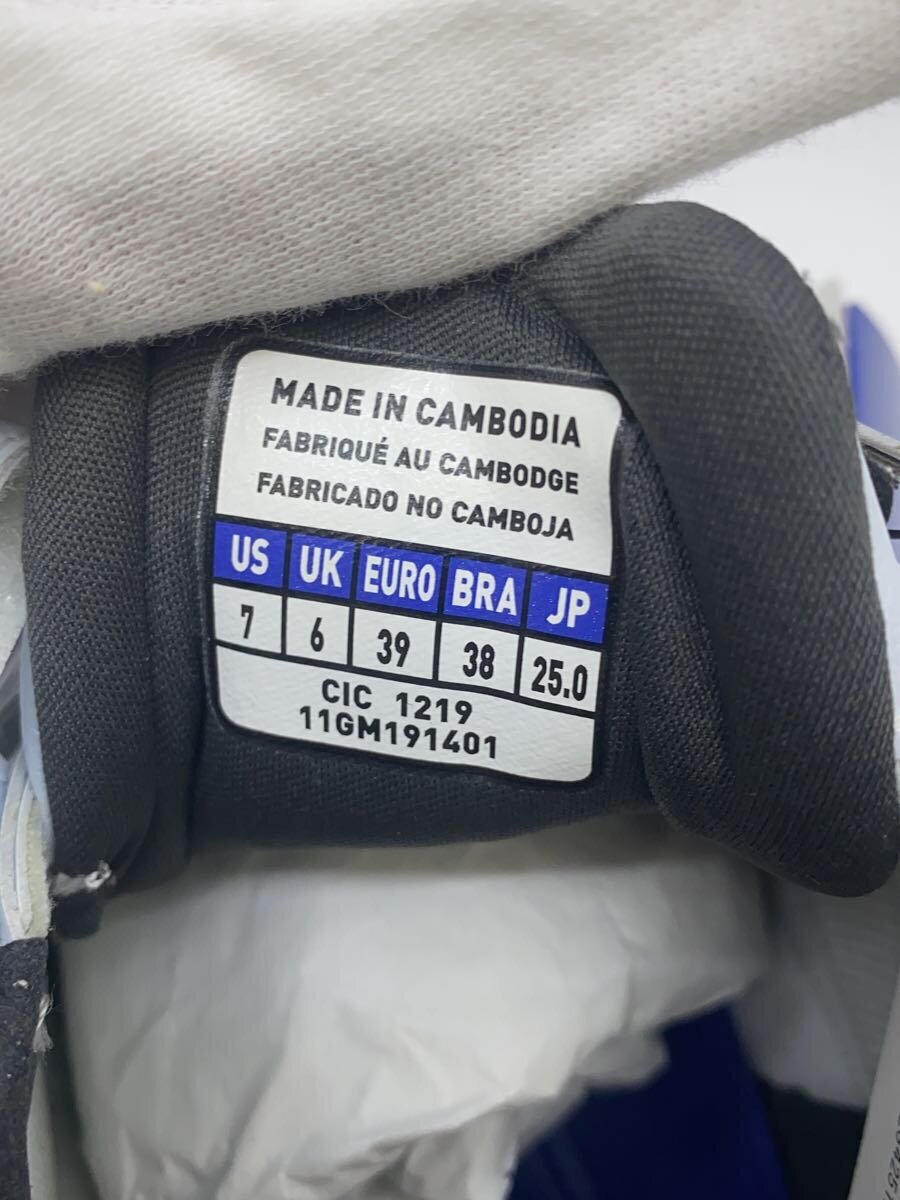 MADE IN CAMBODIA
FABRIQUÉ AU CAMBODGE
FABRICADO NO CAMBOJA
US UK EURO BRA JP
7 6 39 38 25.0
CIC 1219
11GM191401